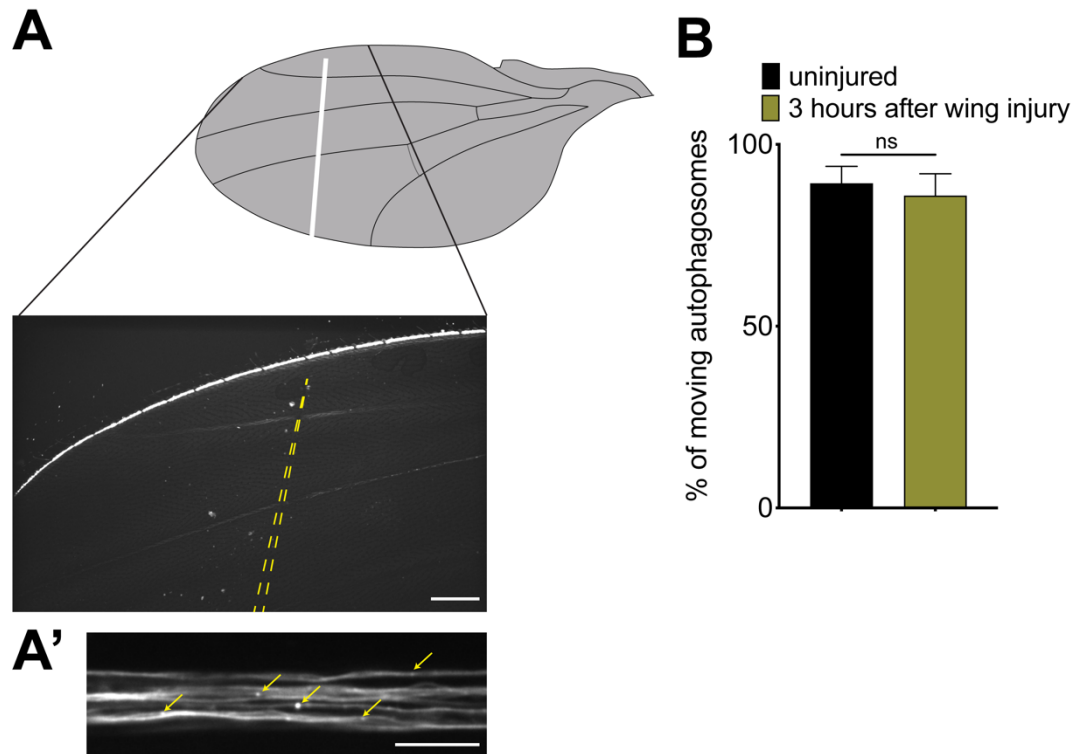 A
B
uninjured
3 hours after wing injury
ns
100
50
0
% of moving autophagosomes
A'